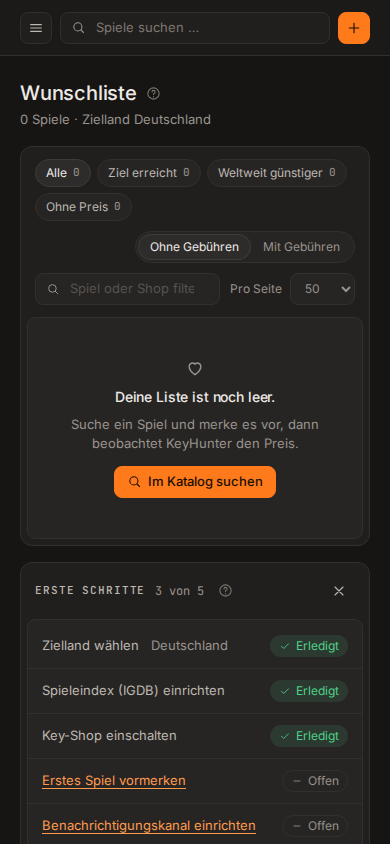 Spiele suchen ...
Wunschliste
0 Spiele · Zielland Deutschland
Alle 0 Ziel erreicht 0 Weltweit günstiger 0
Ohne Preis 0
Ohne Gebühren Mit Gebühren
Spiel oder Shop filte Pro Seite 50
Deine Liste ist noch leer.
Suche ein Spiel und merke es vor, dann
beobachtet KeyHunter den Preis.
Im Katalog suchen
ERSTE SCHRITTE 3 von 5
Zielland wählen Deutschland Erledigt
Spieleindex (IGDB) einrichten Erledigt
Key-Shop einschalten Erledigt
Erstes Spiel vormerken Offen
Benachrichtigungskanal einrichten Offen